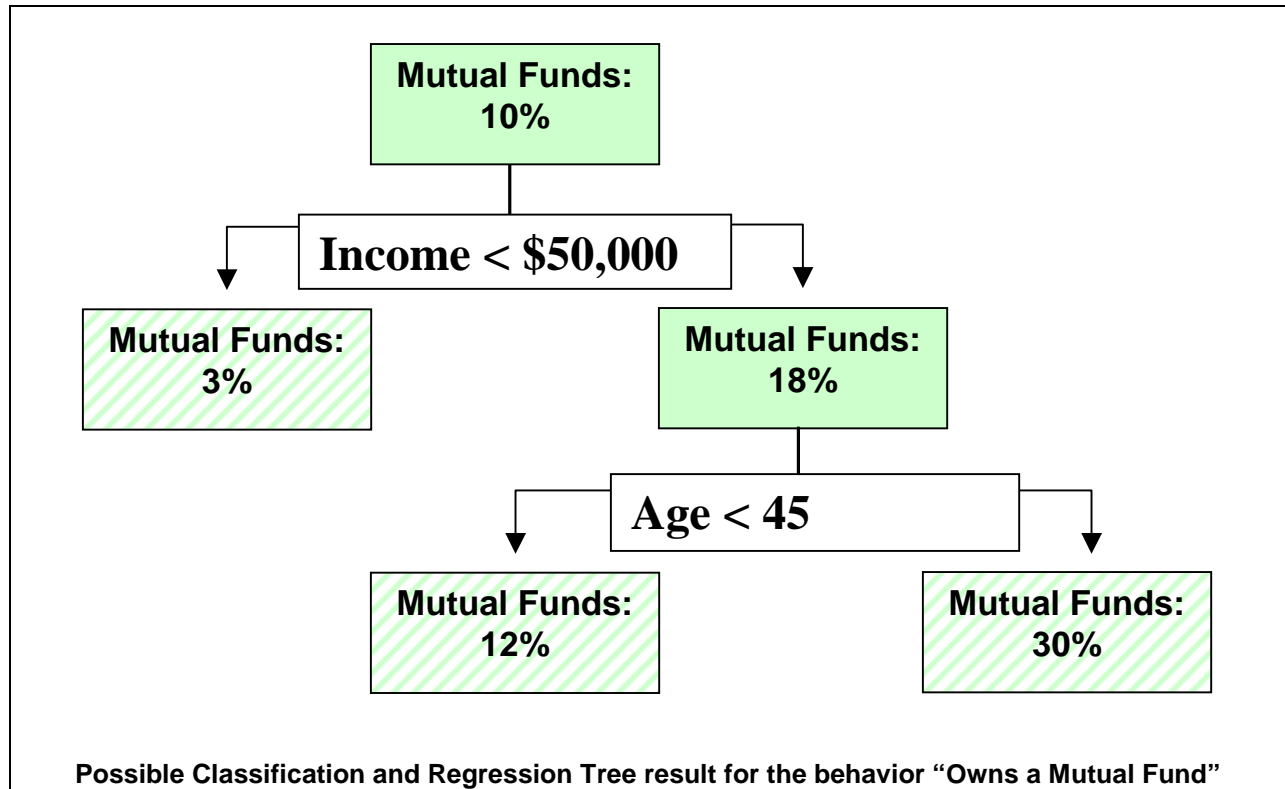 Mutual Funds:
10%
Income < $50,000
Mutual Funds:
3%
Mutual Funds:
18%
Age < 45
Mutual Funds:
12%
Mutual Funds:
30%
Possible Classification and Regression Tree result for the behavior “Owns a Mutual Fund”